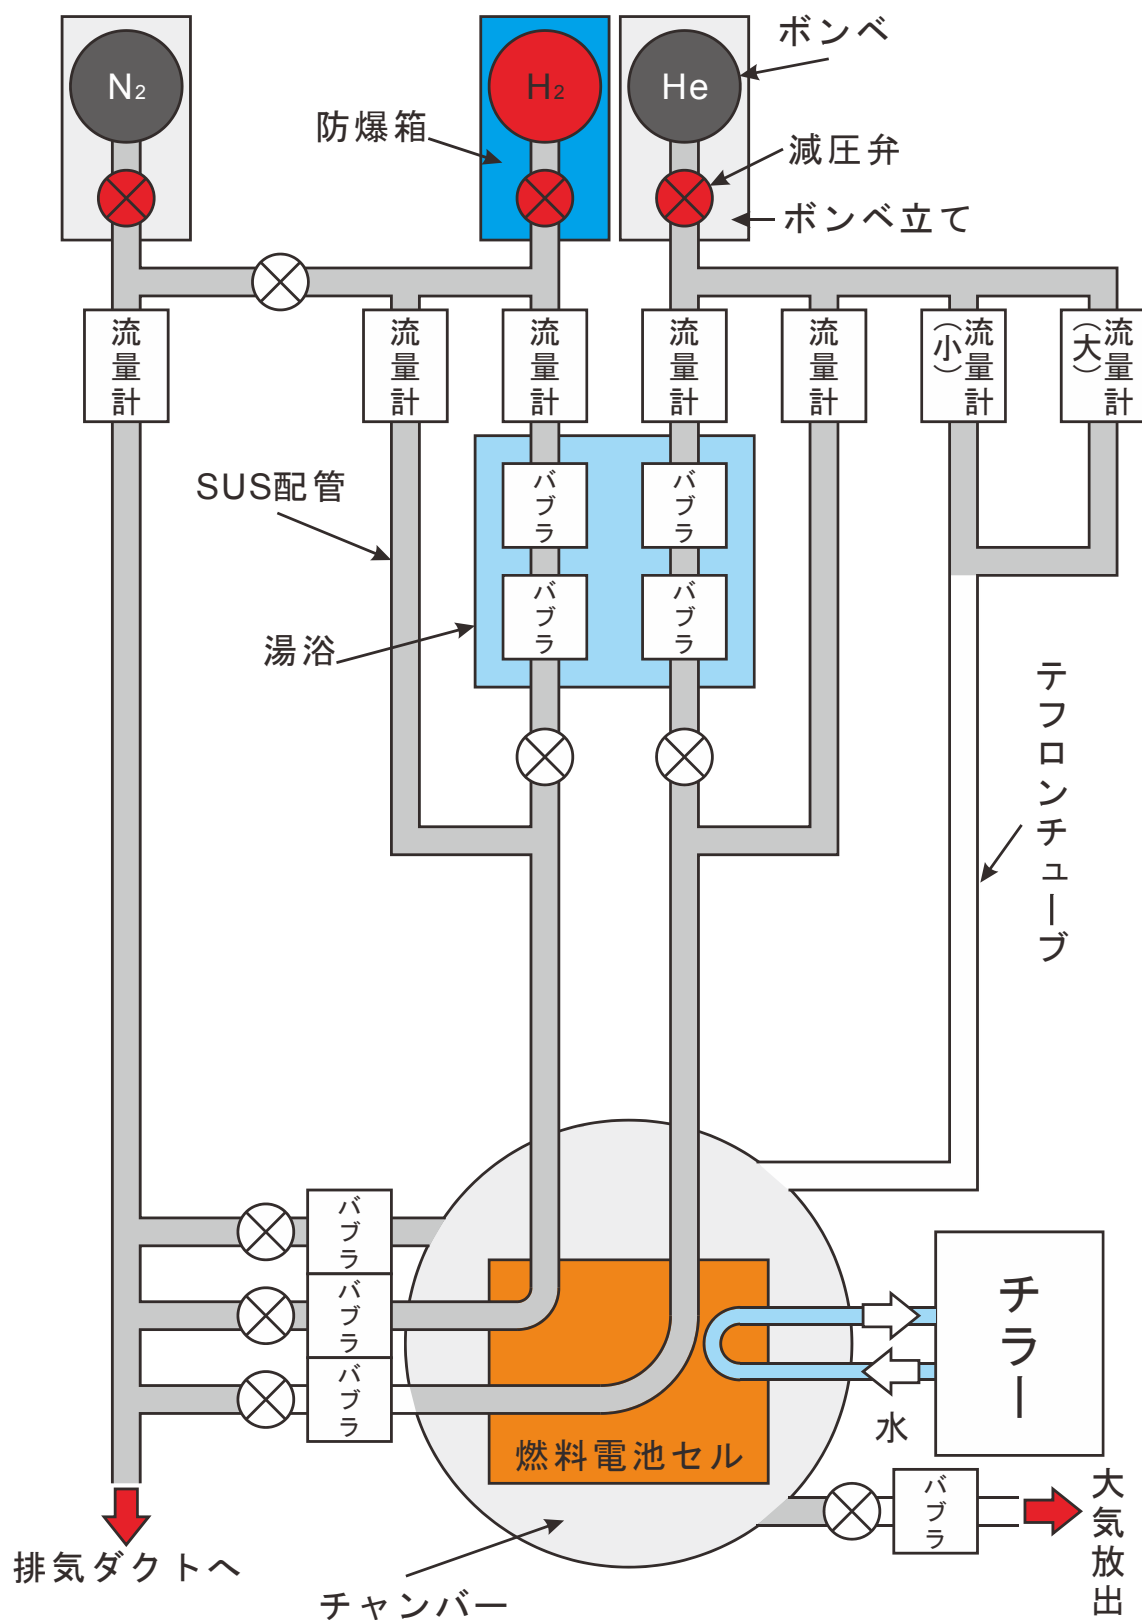 N2
H2
He
ボンベ
防爆箱
減圧弁
ボンベ立て
流量計
流量計
流量計
流量計
流量計
流量計
(小)
流量計
(大)
SUS配管
バブラ
バブラ
バブラ
バブラ
湯浴
テフロンチューブ
バブラ
バブラ
バブラ
チラー
水
燃料電池セル
バブラ
大気放出
排気ダクトへ
チャンバー